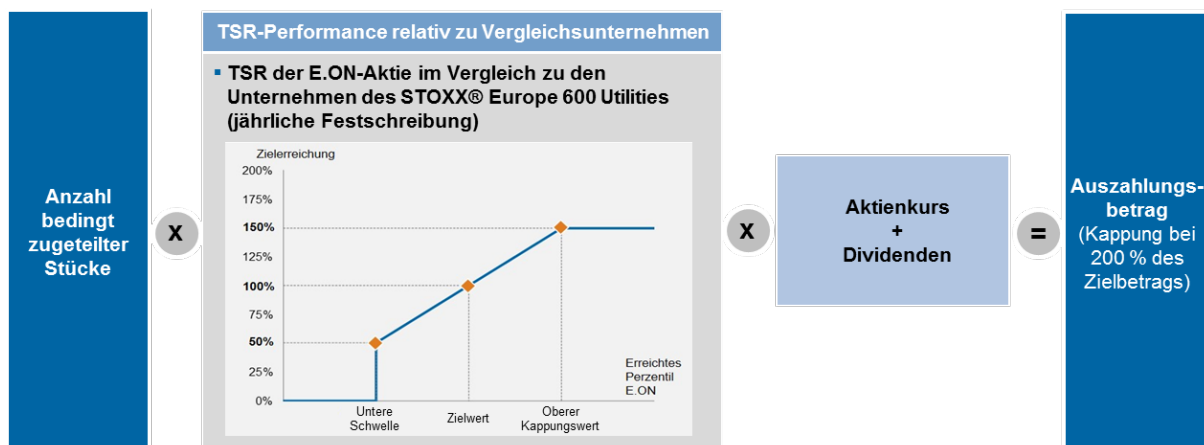 Anzahl
bedingt
zugeteilter
Stücke
X
TSR-Performance relativ zu Vergleichsunternehmen
▪ TSR der E.ON-Aktie im Vergleich zu den
Unternehmen des STOXX® Europe 600 Utilities
(jährliche Festschreibung)
Zielerreichung
200%
175%
150%
125%
100%
75%
50%
25%
0%
Untere
Schwelle
Zielwert
Oberer
Kappungswert
Erreichtes
Perzentil
E.ON
X
Aktienkurs
+
Dividenden
=
Auszahlungs-
betrag
(Kappung bei
200 % des
Zielbetrags)